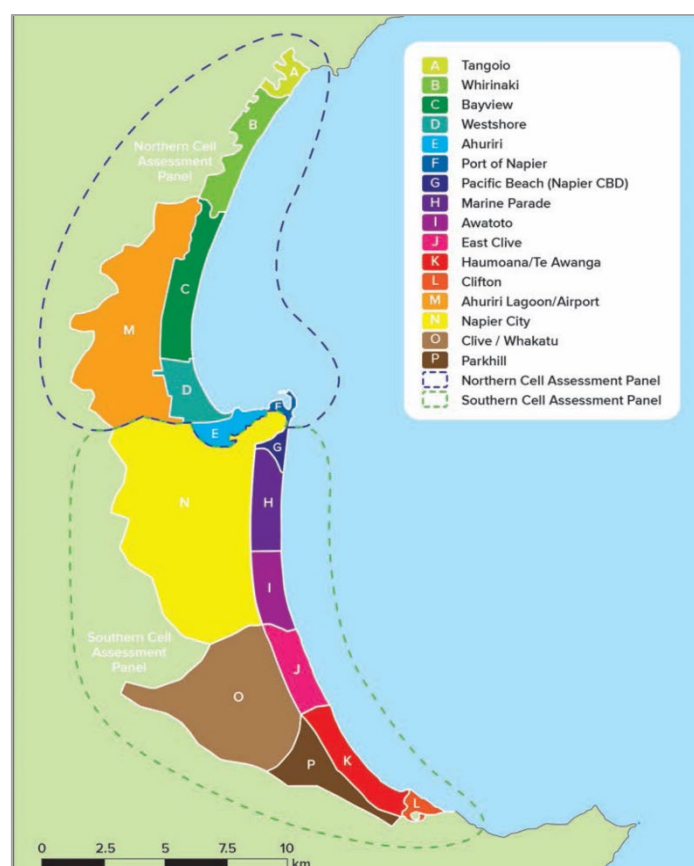 A Tangoio
B Whirinaki
C Bayview
D Westshore
E Ahuriri
F Port of Napier
G Pacific Beach (Napier CBD)
H Marine Parade
I Awatoto
J East Clive
K Haumoana/Te Awanga
L Clifton
M Ahuriri Lagoon/Airport
N Napier City
O Clive / Whakatu
P Parkhill
Northern Cell Assessment Panel
Southern Cell Assessment Panel
A
B
Northern Cell
Assessment
Panel
C
M
D
F
E
G
N
H
I
Southern Cell
Assessment
Panel
J
O
K
P
L
0 2.5 5 7.5 10
km